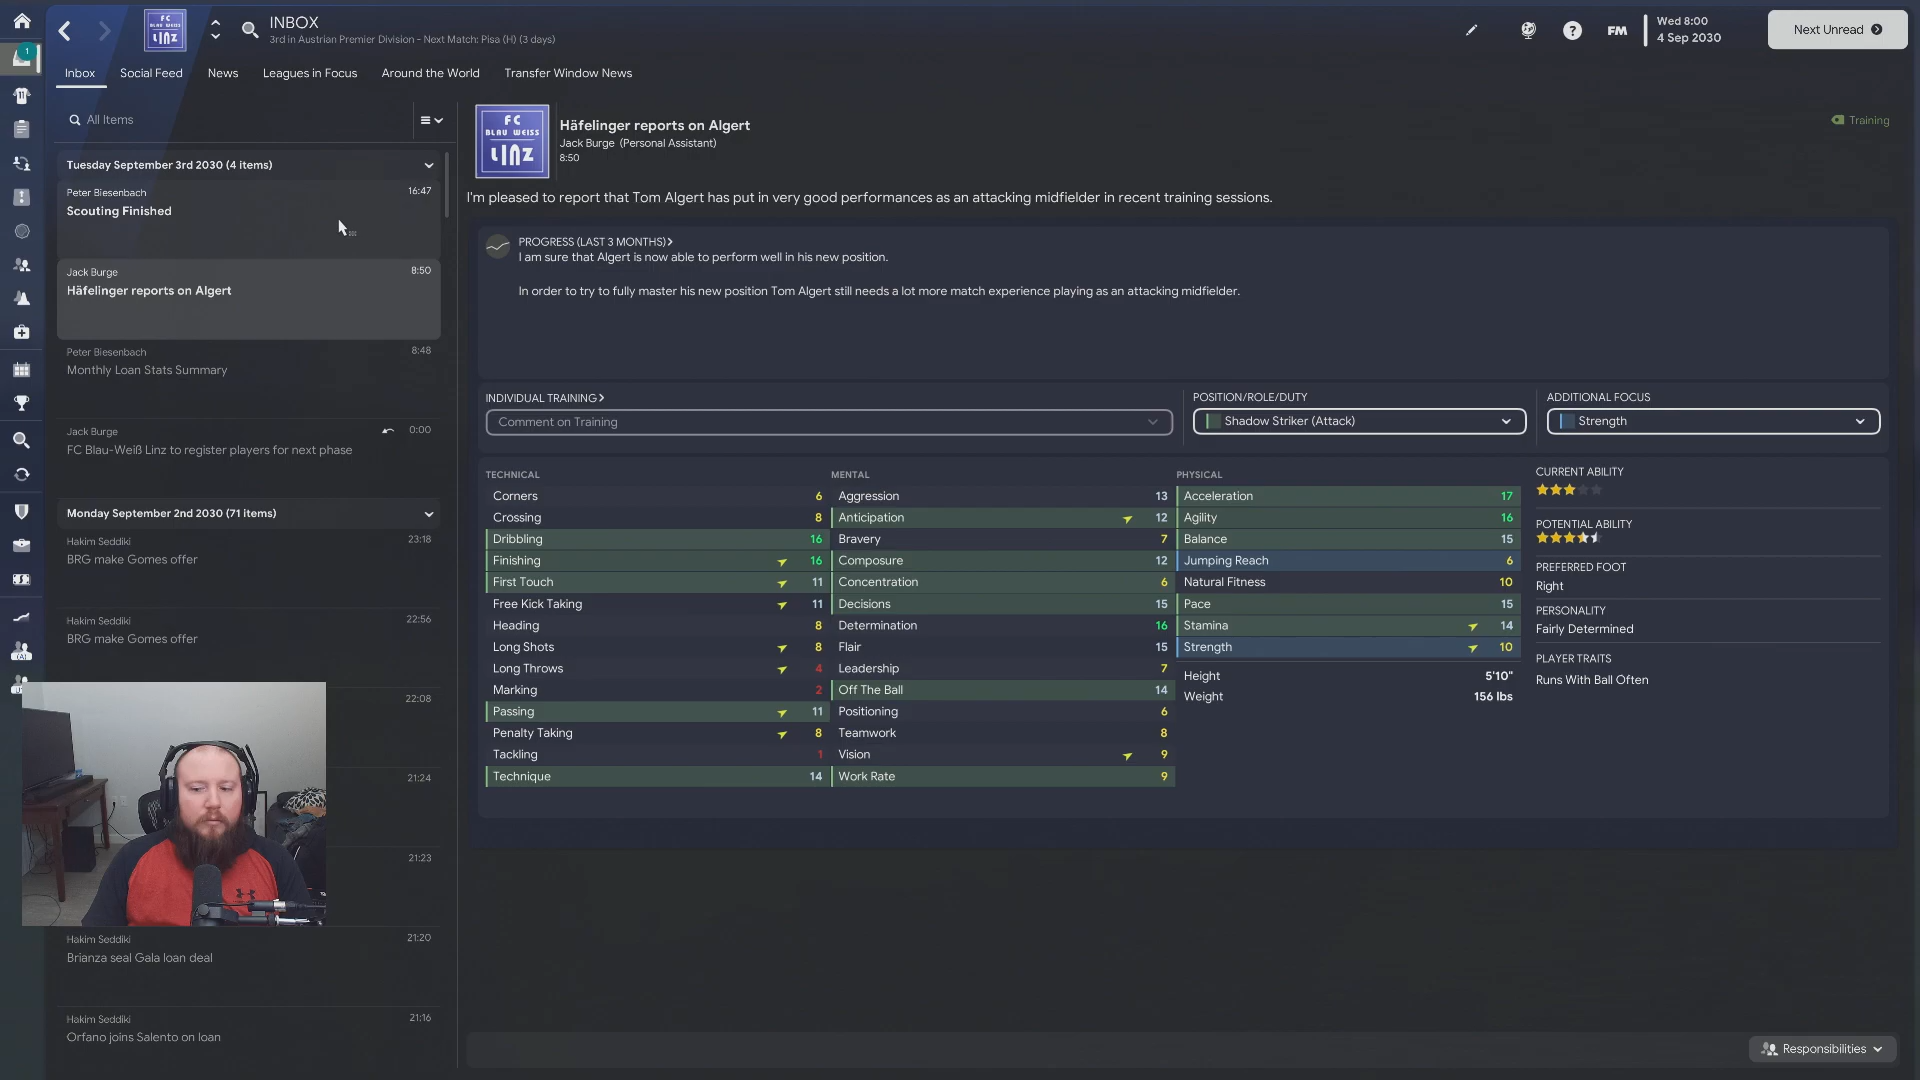 FC
BLAU WEISS
LINZ
INBOX
3rd in Austrian Premier Division - Next Match: Pisa (H) (3 days)
FM
Wed 8:00
4 Sep 2030
Next Unread
1
Inbox
Social Feed
News
Leagues in Focus
Around the World
Transfer Window News
All Items
Tuesday September 3rd 2030 (4 items)
Peter Biesenbach
16:47
Scouting Finished
Jack Burge
8:50
Häfelinger reports on Algert
Peter Biesenbach
8:48
Monthly Loan Stats Summary
Jack Burge
0:00
FC Blau-Weiß Linz to register players for next phase
Monday September 2nd 2030 (71 items)
Hakim Seddiki
23:18
BRG make Gomes offer
Hakim Seddiki
22:56
BRG make Gomes offer
22:08
21:24
21:23
Hakim Seddiki
21:20
Brianza seal Gala loan deal
Hakim Seddiki
21:16
Orfano joins Salento on loan
FC
BLAU WEISS
LINZ
Häfelinger reports on Algert
Jack Burge (Personal Assistant)
8:50
Training
I'm pleased to report that Tom Algert has put in very good performances as an attacking midfielder in recent training sessions.
PROGRESS (LAST 3 MONTHS)
I am sure that Algert is now able to perform well in his new position.
In order to try to fully master his new position Tom Algert still needs a lot more match experience playing as an attacking midfielder.
INDIVIDUAL TRAINING
Comment on Training
POSITION/ROLE/DUTY
Shadow Striker (Attack)
ADDITIONAL FOCUS
Strength
TECHNICAL
Corners 6
Crossing 8
Dribbling 16
Finishing 16
First Touch 11
Free Kick Taking 11
Heading 8
Long Shots 8
Long Throws 4
Marking 2
Passing 11
Penalty Taking 8
Tackling 1
Technique 14
MENTAL
Aggression 13
Anticipation 12
Bravery 7
Composure 12
Concentration 6
Decisions 15
Determination 16
Flair 15
Leadership 7
Off The Ball 14
Positioning 6
Teamwork 8
Vision 9
Work Rate 9
PHYSICAL
Acceleration 17
Agility 16
Balance 15
Jumping Reach 6
Natural Fitness 10
Pace 15
Stamina 14
Strength 10
Height 5'10"
Weight 156 lbs
CURRENT ABILITY
POTENTIAL ABILITY
PREFERRED FOOT
Right
PERSONALITY
Fairly Determined
PLAYER TRAITS
Runs With Ball Often
Responsibilities